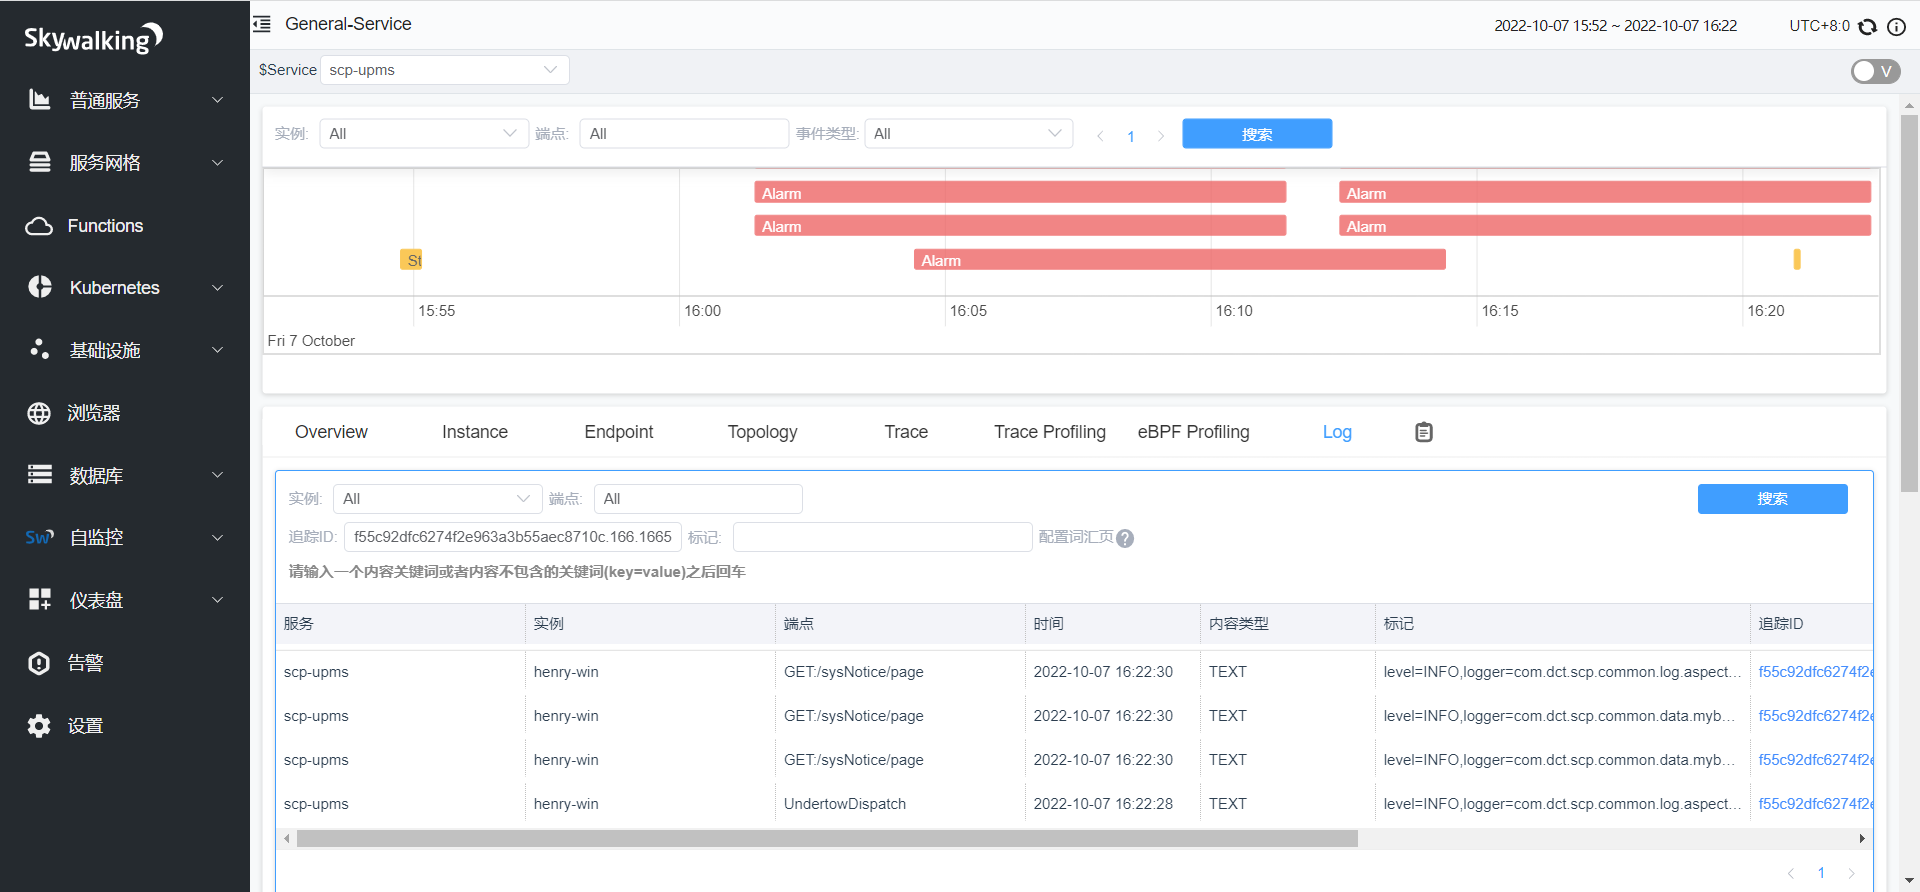 Skywalking
普通服务
服务网格
Functions
Kubernetes
基础设施
浏览器
数据库
Sw 自监控
仪表盘
告警
设置
General-Service
2022-10-07 15:52 ~ 2022-10-07 16:22
UTC+8:0
$Service scp-upms
V
实例: All 端点: All 事件类型: All 1 搜索
Alarm Alarm
Alarm Alarm
St Alarm
15:55 16:00 16:05 16:10 16:15 16:20
Fri 7 October
Overview Instance Endpoint Topology Trace Trace Profiling eBPF Profiling Log
实例: All 端点: All 搜索
追踪ID: f55c92dfc6274f2e963a3b55aec8710c.166.1665 标记: 配置词汇页 ?
请输入一个内容关键词或者内容不包含的关键词(key=value)之后回车
服务 实例 端点 时间 内容类型 标记 追踪ID
scp-upms henry-win GET:/sysNotice/page 2022-10-07 16:22:30 TEXT level=INFO,logger=com.dct.scp.common.log.aspect... f55c92dfc6274f2e
scp-upms henry-win GET:/sysNotice/page 2022-10-07 16:22:30 TEXT level=INFO,logger=com.dct.scp.common.data.myb... f55c92dfc6274f2e
scp-upms henry-win GET:/sysNotice/page 2022-10-07 16:22:30 TEXT level=INFO,logger=com.dct.scp.common.data.myb... f55c92dfc6274f2e
scp-upms henry-win UndertowDispatch 2022-10-07 16:22:28 TEXT level=INFO,logger=com.dct.scp.common.log.aspect... f55c92dfc6274f2e
1